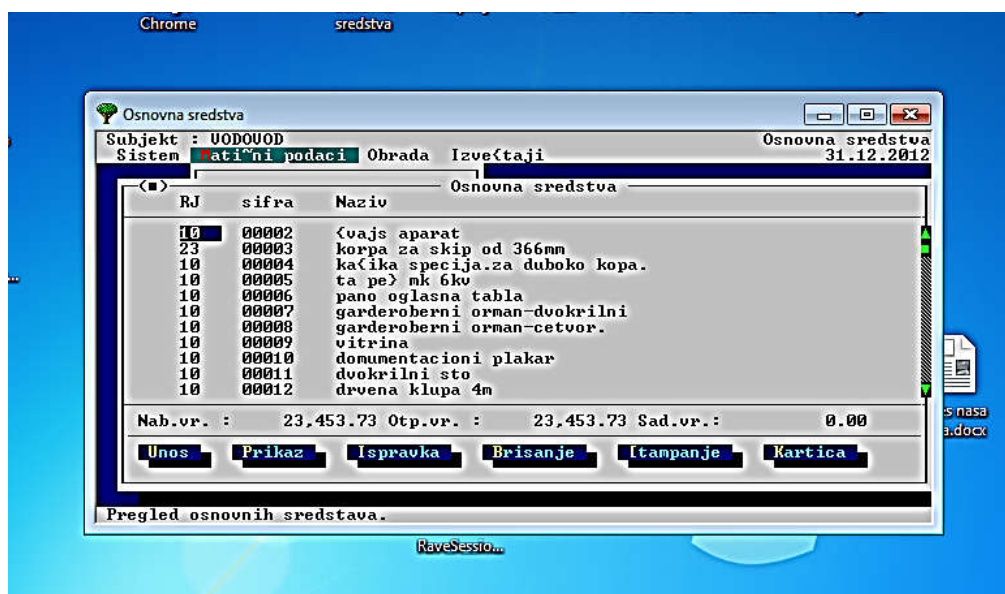 Chrome
sredstva
Osnovna sredstva
Subjekt : VODOVOD Osnovna sredstva
Sistem Mati~ni podaci Obrada Izve{taji 31.12.2012
Osnovna sredstva
RJ sifra Naziv
10 00002 {vajs aparat
23 00003 korpa za skip od 366mm
10 00004 ka{ika specija.za duboko kopa.
10 00005 ta pe} mk 6kv
10 00006 pano oglasna tabla
10 00007 garderoberni orman-dvokrilni
10 00008 garderoberni orman-cetvor.
10 00009 vitrina
10 00010 domumentacioni plakar
10 00011 dvokrilni sto
10 00012 drvena klupa 4m
Nab.vr. : 23,453.73 Otp.vr. : 23,453.73 Sad.vr.: 0.00
Unos Prikaz Ispravka Brisanje [tampanje Kartica
Pregled osnovnih sredstava.
s nasa
a.docx
RaveSessio...